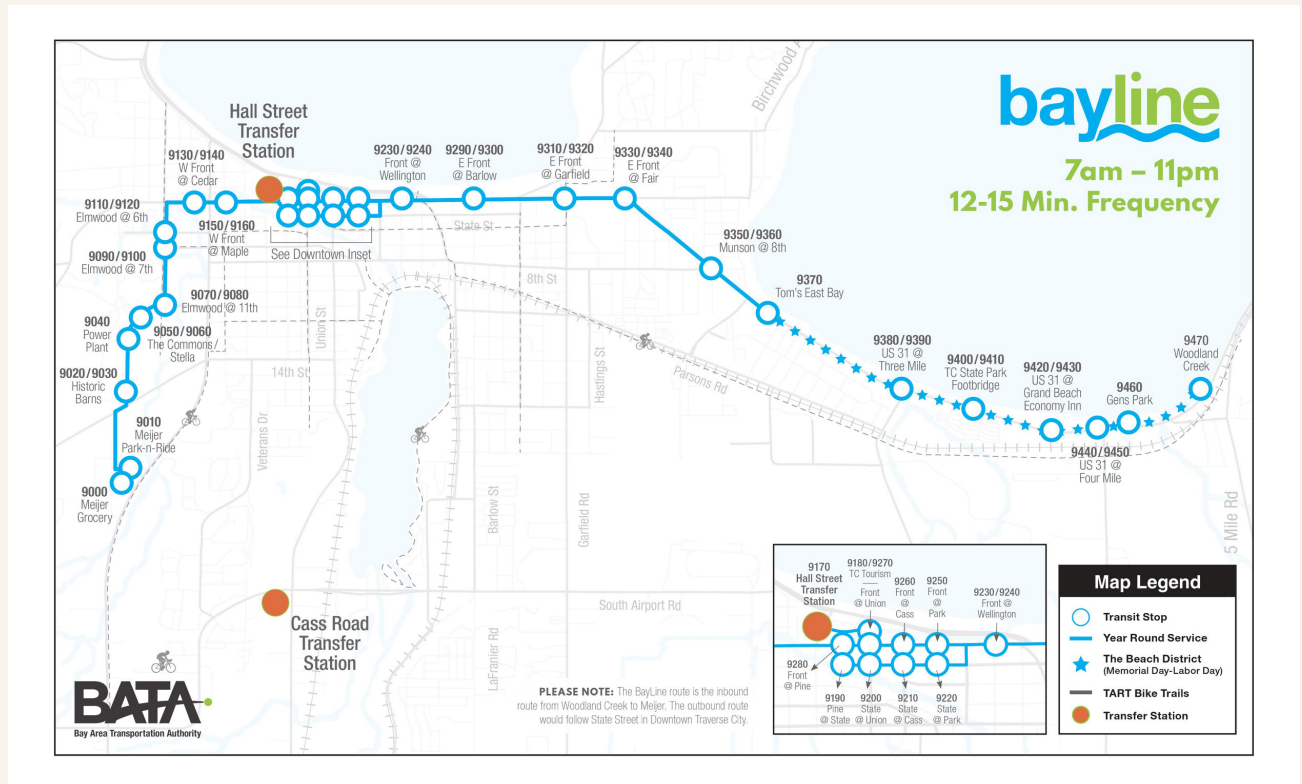 bayline
7am – 11pm
12-15 Min. Frequency
Birchwood
Hall Street
Transfer
Station
9130/9140
W Front
@ Cedar
9230/9240
Front @
Wellington
9290/9300
E Front
@ Barlow
9310/9320
E Front
@ Garfield
9330/9340
E Front
@ Fair
9110/9120
Elmwood @ 6th
9150/9160
W Front
@ Maple
See Downtown Inset
State St
9350/9360
Munson @ 8th
9090/9100
Elmwood @ 7th
8th St
9370
Tom's East Bay
9070/9080
Elmwood @ 11th
9040
Power
Plant
9050/9060
The Commons/
Stella
Union St
14th St
Hastings St
Parsons Rd
9380/9390
US 31 @
Three Mile
9400/9410
TC State Park
Footbridge
9420/9430
US 31 @
Grand Beach
Economy Inn
9460
Gens Park
9470
Woodland
Creek
9020/9030
Historic
Barns
9010
Meijer
Park-n-Ride
Veterans Dr
9440/9450
US 31 @
Four Mile
9000
Meijer
Grocery
Barlow St
Garfield Rd
5 Mile Rd
South Airport Rd
Cass Road
Transfer
Station
LaFranier Rd
BATA
Bay Area Transportation Authority
PLEASE NOTE: The BayLine route is the inbound
route from Woodland Creek to Meijer. The outbound route
would follow State Street in Downtown Traverse City.
9170
Hall Street
Transfer
Station
9180/9270
TC Tourism
Front
@ Union
9260
Front
@
Cass
9250
Front
@
Park
9230/9240
Front @
Wellington
9280
Front
@ Pine
9190
Pine
@ State
9200
State
@ Union
9210
State
@ Cass
9220
State
@ Park
Map Legend
Transit Stop
Year Round Service
The Beach District
(Memorial Day-Labor Day)
TART Bike Trails
Transfer Station